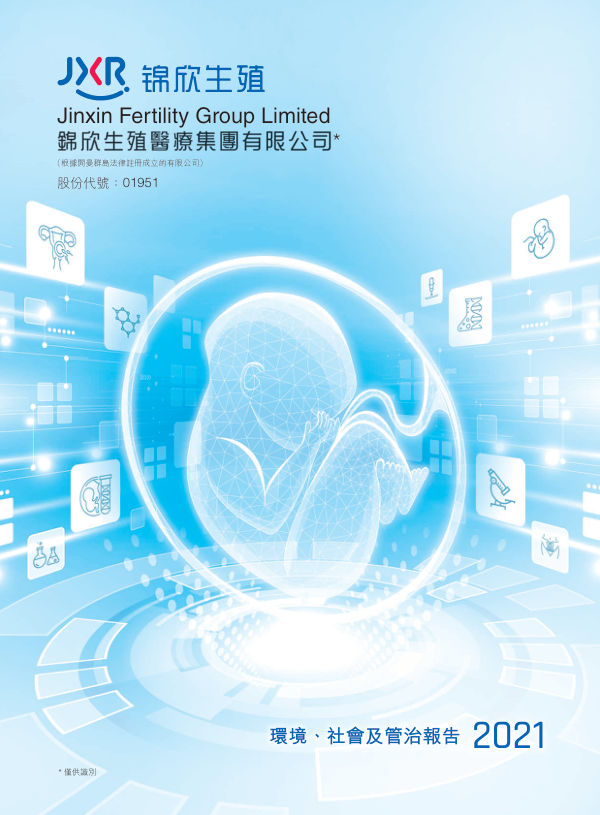 JXR 锦欣生殖
Jinxin Fertility Group Limited
錦欣生殖醫療集團有限公司*
（根據開曼群島法律註冊成立的有限公司）
股份代號：01951
環境、社會及管治報告 2021
* 僅供識別